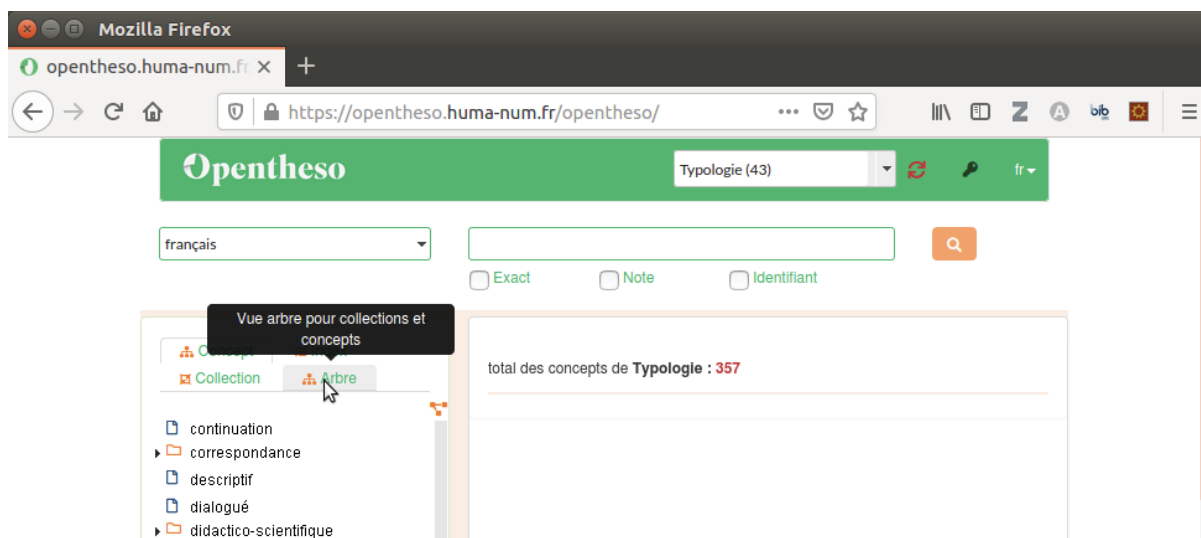 Mozilla Firefox
opentheso.huma-num.fr
https://opentheso.huma-num.fr/opentheso/
bib
Opentheso
Typologie (43)
fr
français
Exact Note Identifiant
Vue arbre pour collections et
concepts
Collection Arbre
total des concepts de Typologie : 357
continuation
correspondance
descriptif
dialogué
didactico-scientifique